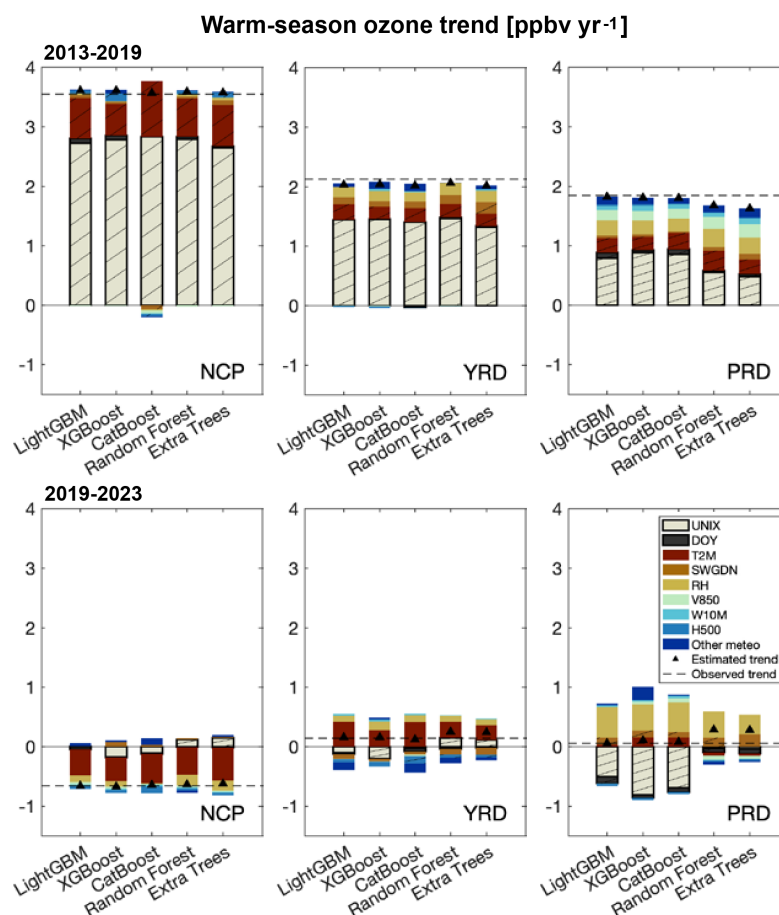 Warm-season ozone trend [ppbv yr-1]
2013-2019
4
3
2
1
0
-1
NCP
LightGBM
XGBoost
CatBoost
Random Forest
Extra Trees
4
3
2
1
0
-1
YRD
LightGBM
XGBoost
CatBoost
Random Forest
Extra Trees
4
3
2
1
0
-1
PRD
LightGBM
XGBoost
CatBoost
Random Forest
Extra Trees
2019-2023
4
3
2
1
0
-1
NCP
LightGBM
XGBoost
CatBoost
Random Forest
Extra Trees
4
3
2
1
0
-1
YRD
LightGBM
XGBoost
CatBoost
Random Forest
Extra Trees
4
3
2
1
0
-1
UNIX
DOY
T2M
SWGDN
RH
V850
W10M
H500
Other meteo
Estimated trend
Observed trend
PRD
LightGBM
XGBoost
CatBoost
Random Forest
Extra Trees